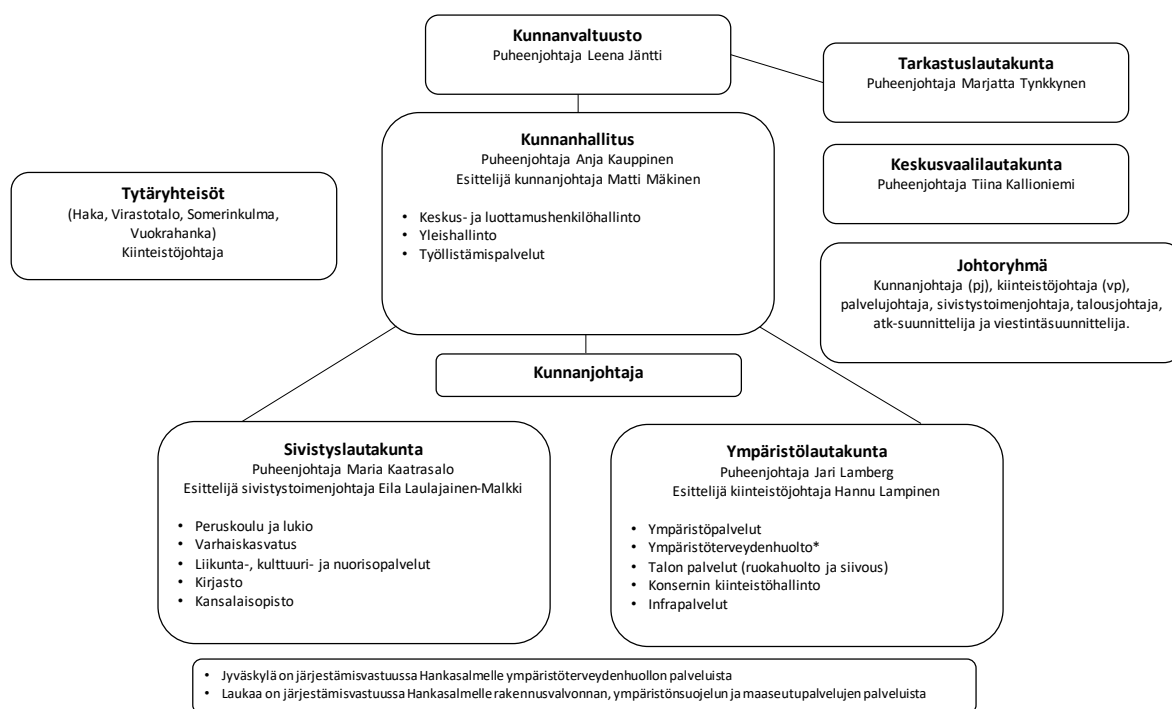 Kunnanvaltuusto
Puheenjohtaja Leena Jäntti
Tarkastuslautakunta
Puheenjohtaja Marjatta Tynkkynen
Kunnanhallitus
Puheenjohtaja Anja Kauppinen
Esittelijä kunnanjohtaja Matti Mäkinen
• Keskus- ja luottamushenkilöhallinto
• Yleishallinto
• Työllistämispalvelut
Keskusvaalilautakunta
Puheenjohtaja Tiina Kallioniemi
Tytäryhteisöt
(Haka, Virastotalo, Somerinkulma,
Vuokrahanka)
Kiinteistöjohtaja
Johtoryhmä
Kunnanjohtaja (pj), kiinteistöjohtaja (vp),
palvelujohtaja, sivistystoimenjohtaja, talousjohtaja,
atk-suunnittelija ja viestintäsuunnittelija.
Kunnanjohtaja
Sivistyslautakunta
Puheenjohtaja Maria Kaatrasalo
Esittelijä sivistystoimenjohtaja Eila Laulajainen-Malkki
• Peruskoulu ja lukio
• Varhaiskasvatus
• Liikunta-, kulttuuri- ja nuorisopalvelut
• Kirjasto
• Kansalaisopisto
Ympäristölautakunta
Puheenjohtaja Jari Lamberg
Esittelijä kiinteistöjohtaja Hannu Lampinen
• Ympäristöpalvelut
• Ympäristöterveydenhuolto*
• Talon palvelut (ruokahuolto ja siivous)
• Konsernin kiinteistöhallinto
• Infrapalvelut
• Jyväskylä on järjestämisvastuussa Hankasalmelle ympäristöterveydenhuollon palveluista
• Laukaa on järjestämisvastuussa Hankasalmelle rakennusvalvonnan, ympäristönsuojelun ja maaseutupalvelujen palveluista